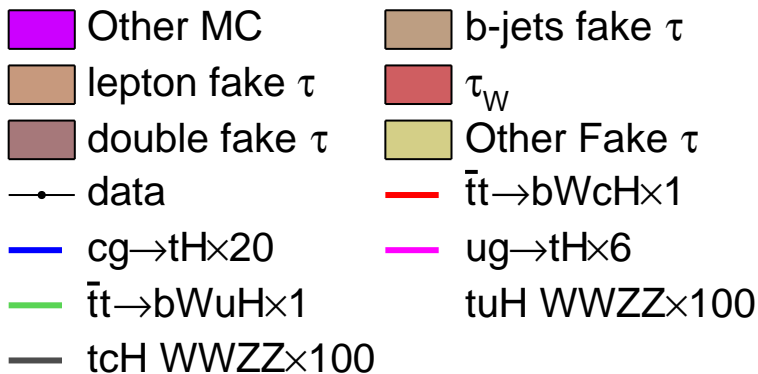 Other MC b-jets fake τ
lepton fake τ τ_W
double fake τ Other Fake τ
data t̄t→bWcH×1
cg→tH×20 ug→tH×6
t̄t→bWuH×1 tuH WWZZ×100
tcH WWZZ×100